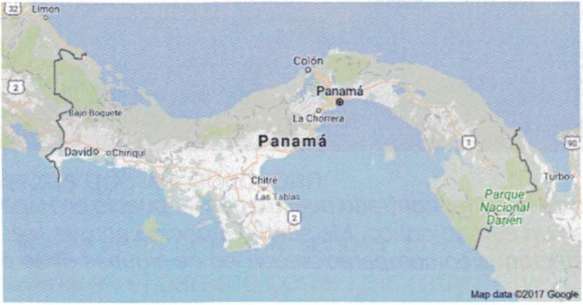 32
Limon
2
Colón
Panamá
Bajo Boquete
La Chorrera
Panamá
1
90
David
Chiriquí
Turbo
Chitre
Parque
Nacional
Darién
Las Tablas
2
Map data ©2017 Google